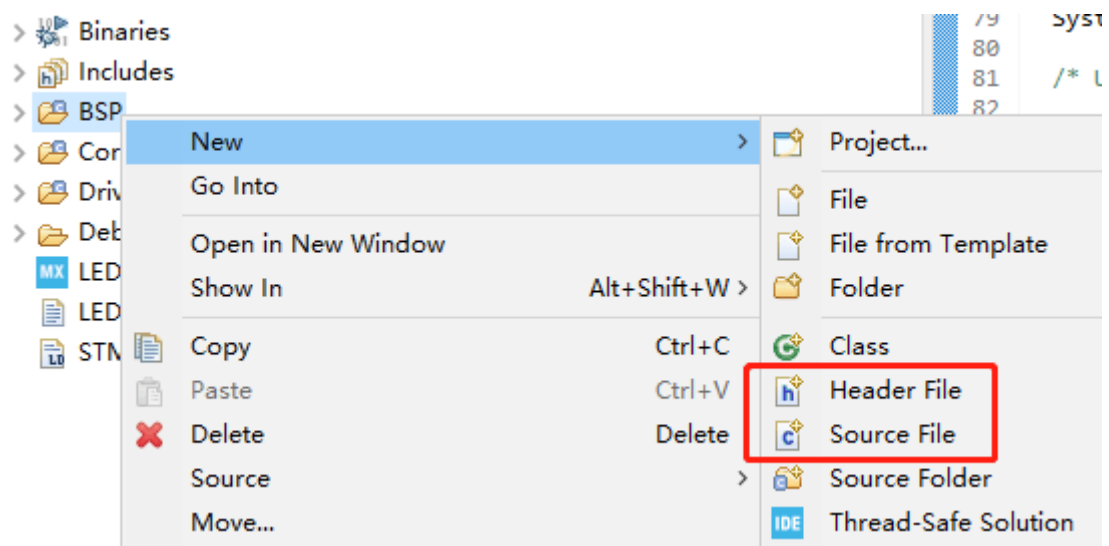 Binaries
Includes
BSP
Cor
Driv
Deb
LED
LED
STM
New
Go Into
Open in New Window
Show In Alt+Shift+W
Copy Ctrl+C
Paste Ctrl+V
Delete Delete
Source
Move...
Project...
File
File from Template
Folder
Class
Header File
Source File
Source Folder
Thread-Safe Solution
MX
IDE
79 Syst
80
81 /* U
82